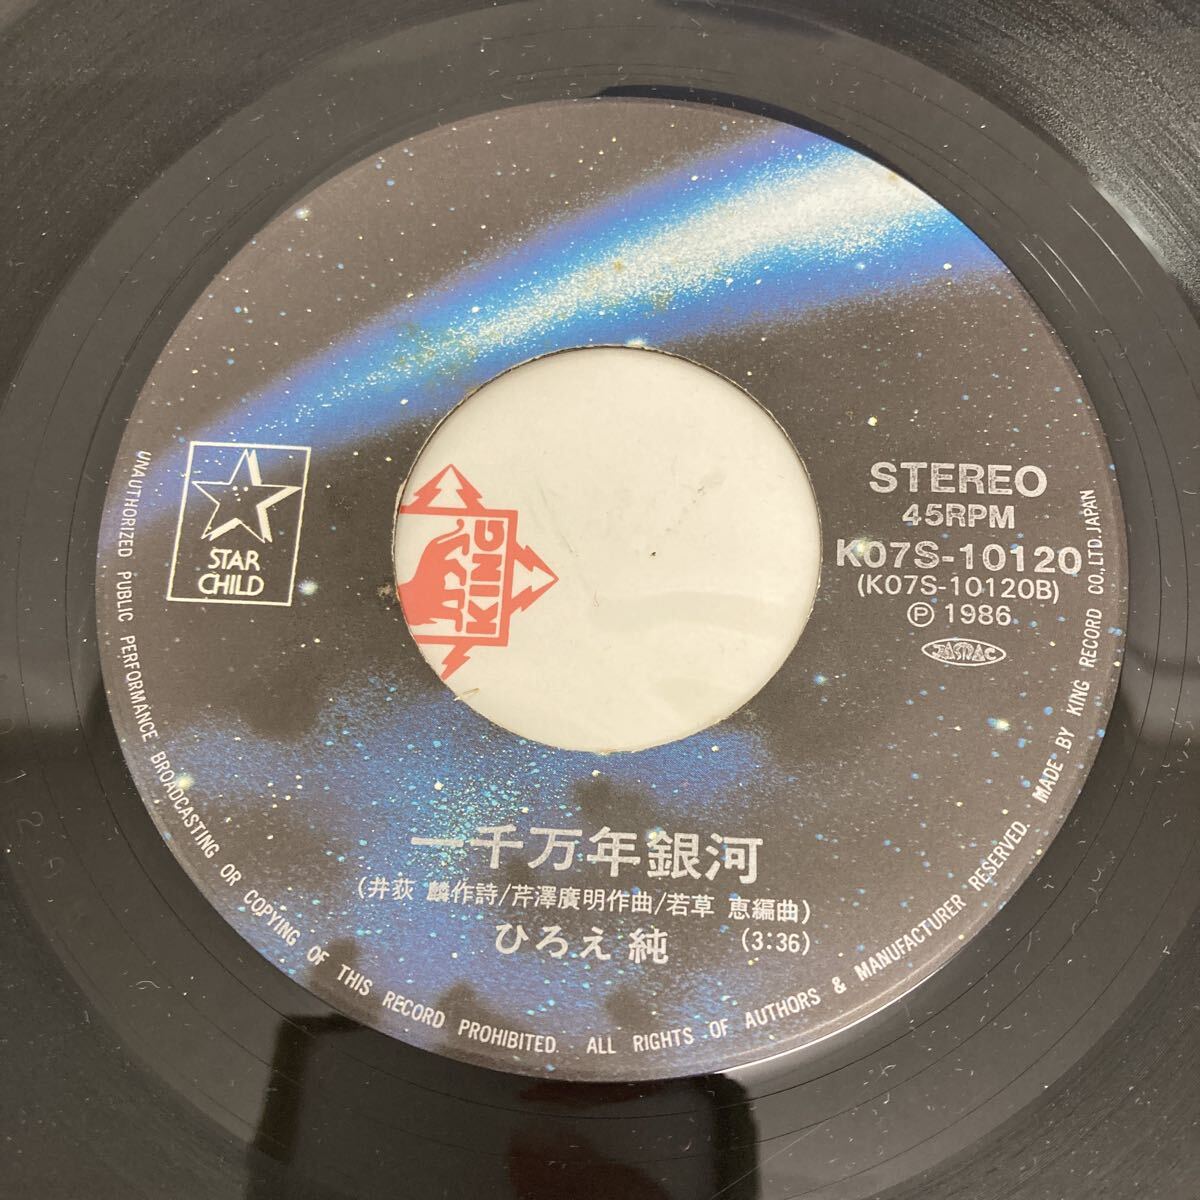 STAR
CHILD
STEREO
45RPM
K07S-10120
(K07S-10120B)
Ⓟ 1986
JASRAC
KING
一千万年銀河
(井荻 麟作詩/芹澤廣明作曲/若草 恵編曲)
ひろえ 純 (3:36)
UNAUTHORIZED PUBLIC PERFORMANCE BROADCASTING OR COPYING OF THIS RECORD PROHIBITED. ALL RIGHTS OF AUTHORS & MANUFACTURER RESERVED. MADE BY KING RECORD CO., LTD. JAPAN